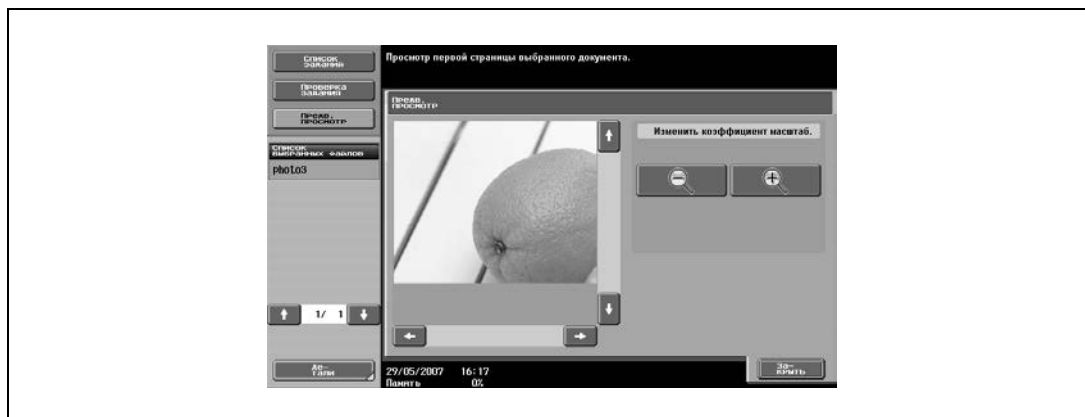 Список
задания
Просмотр первой страницы выбранного документа.
Проверка
задания
Предв.
просмотр
Предв.
просмотр
Изменить коэффициент масштаб.
Список
выбранных файлов
photo3
1/ 1
Де-
тали
29/05/2007 16:17
Память 0%
За-
крыть